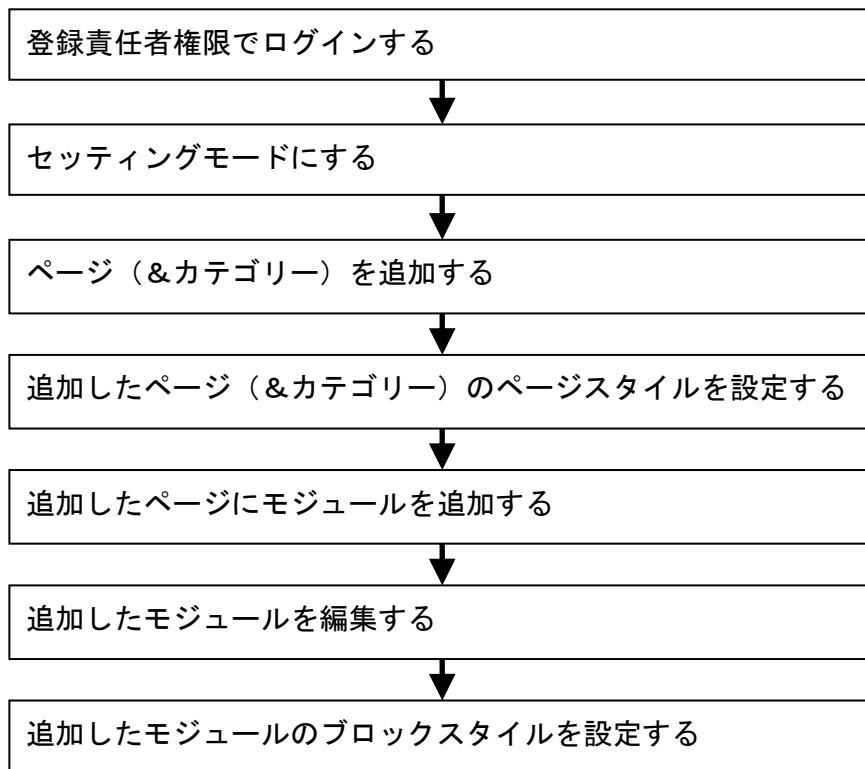 登録責任者権限でログインする
セッティングモードにする
ページ（&カテゴリー）を追加する
追加したページ（&カテゴリー）のページスタイルを設定する
追加したページにモジュールを追加する
追加したモジュールを編集する
追加したモジュールのブロックスタイルを設定する